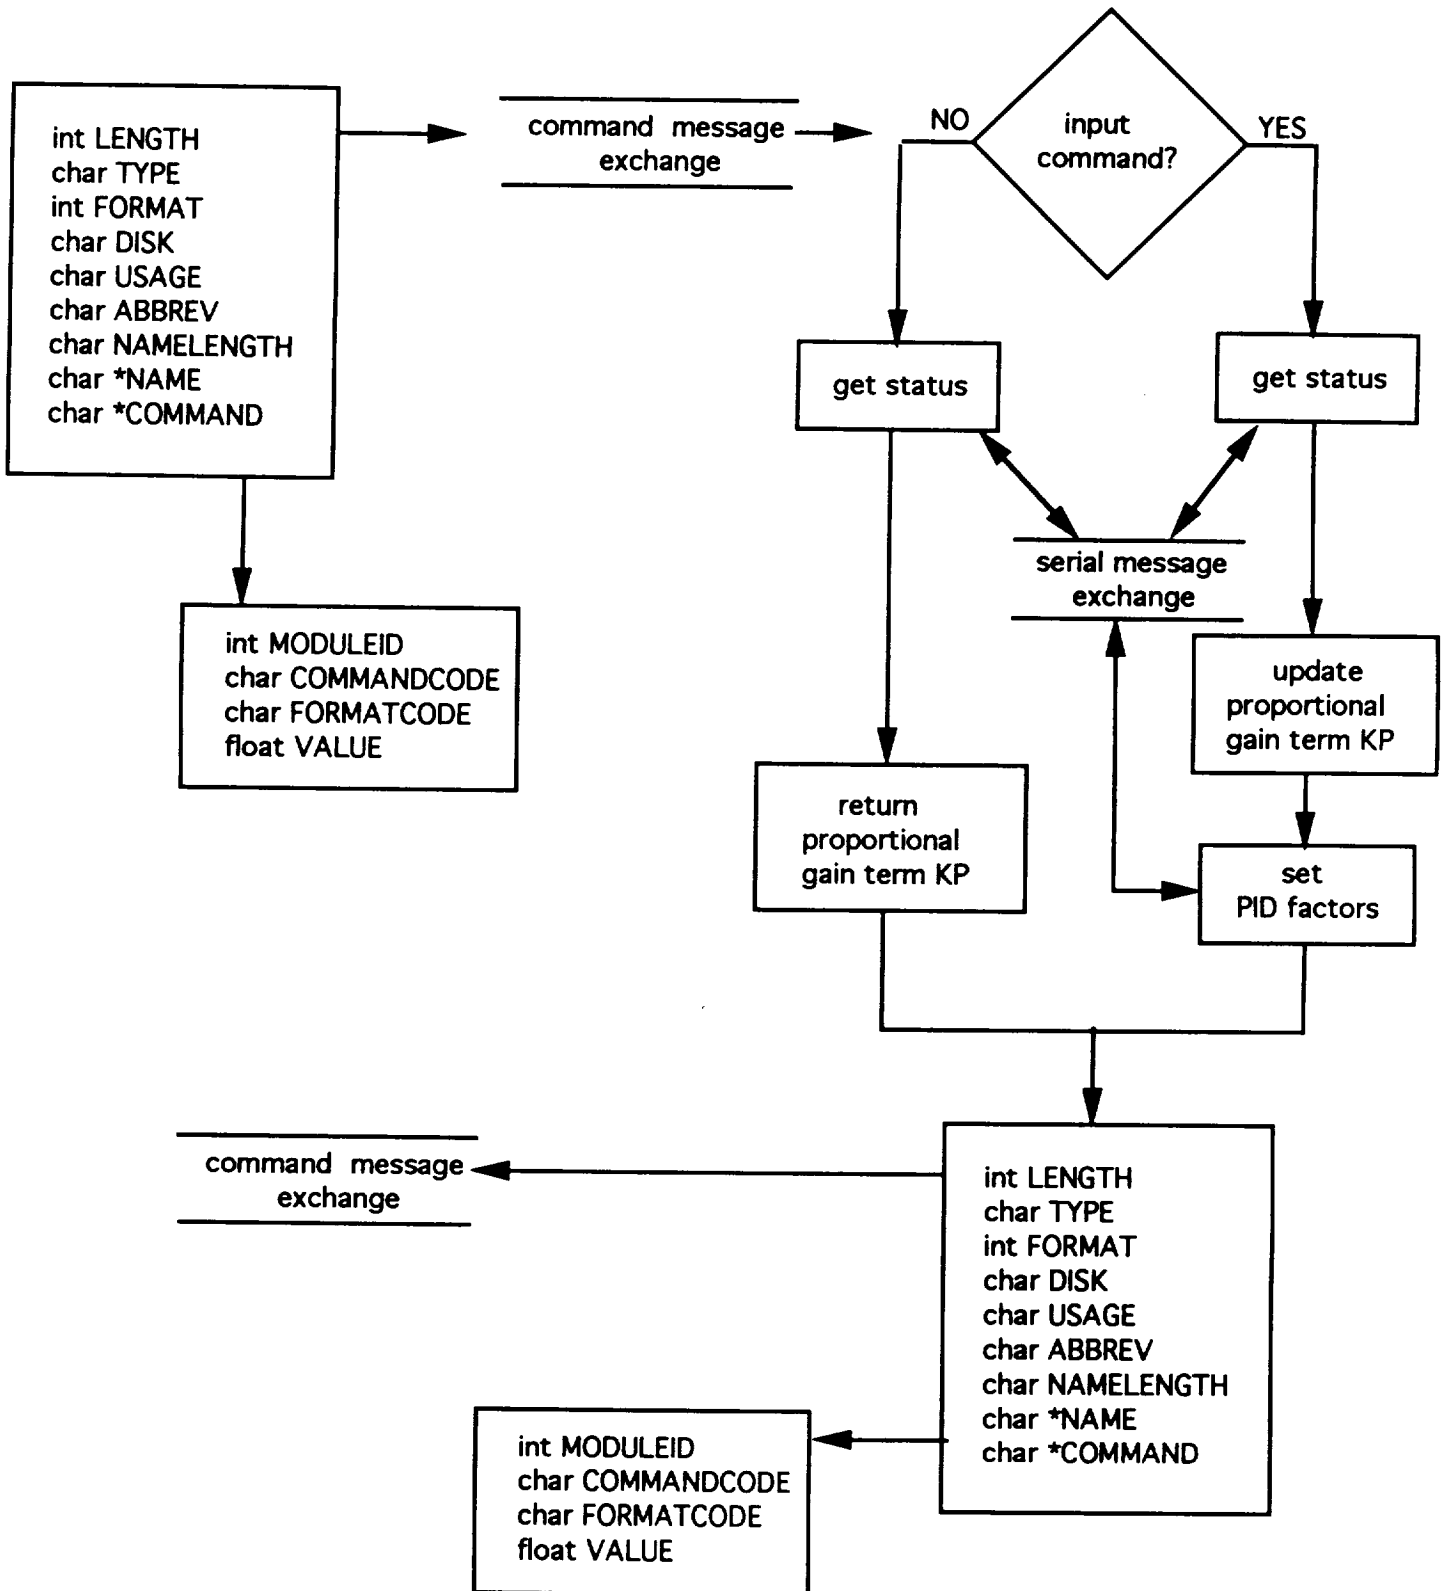 int LENGTH
char TYPE
int FORMAT
char DISK
char USAGE
char ABBREV
char NAMELENGTH
char *NAME
char *COMMAND
command message
exchange
NO
input
command?
YES
get status
get status
serial message
exchange
int MODULEID
char COMMANDCODE
char FORMATCODE
float VALUE
update
proportional
gain term KP
return
proportional
gain term KP
set
PID factors
command message
exchange
int LENGTH
char TYPE
int FORMAT
char DISK
char USAGE
char ABBREV
char NAMELENGTH
char *NAME
char *COMMAND
int MODULEID
char COMMANDCODE
char FORMATCODE
float VALUE